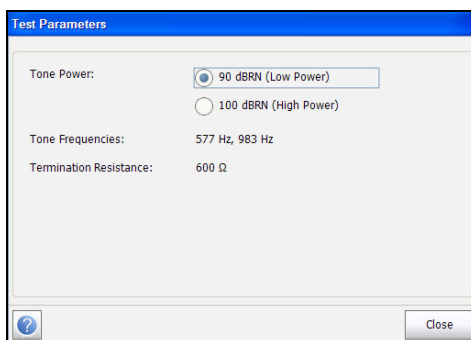 Test Parameters
Tone Power: 90 dBRN (Low Power)
100 dBRN (High Power)
Tone Frequencies: 577 Hz, 983 Hz
Termination Resistance: 600 Ω
?
Close